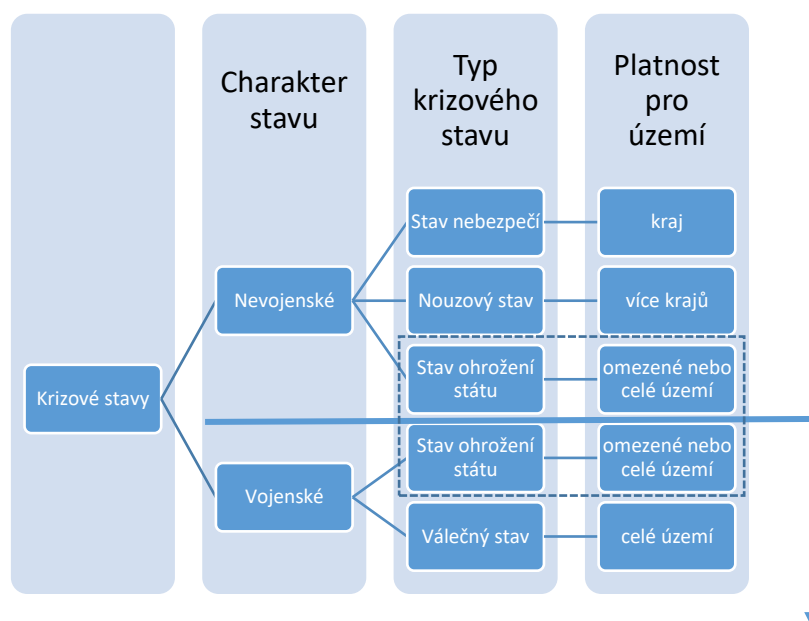 Charakter
stavu
Typ
krizového
stavu
Platnost
pro
území
Krizové stavy
Nevojenské
Stav nebezpečí
kraj
Nouzový stav
více krajů
Stav ohrožení
státu
omezené nebo
celé území
Vojenské
Stav ohrožení
státu
omezené nebo
celé území
Válečný stav
celé území